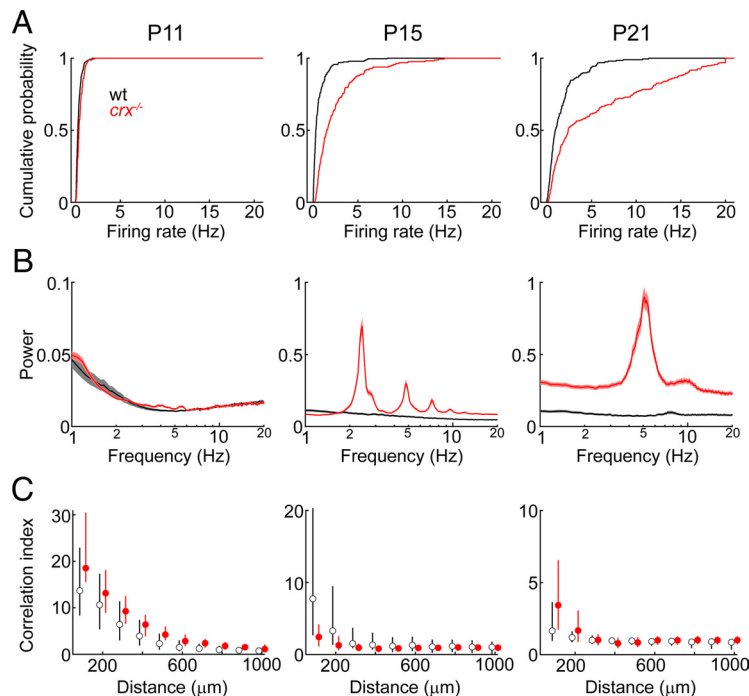 A
P11
P15
P21
Cumulative probability
1
0.5
0
wt
crx-/-
0 5 10 15 20
Firing rate (Hz)
1
0.5
0
0 5 10 15 20
Firing rate (Hz)
1
0.5
0
0 5 10 15 20
Firing rate (Hz)
B
Power
0.1
0.05
0
1 2 5 10 20
Frequency (Hz)
1
0.5
0
1 2 5 10 20
Frequency (Hz)
1
0.5
0
1 2 5 10 20
Frequency (Hz)
C
Correlation index
30
20
10
0
200 600 1000
Distance (µm)
20
10
0
200 600 1000
Distance (µm)
10
5
0
200 600 1000
Distance (µm)